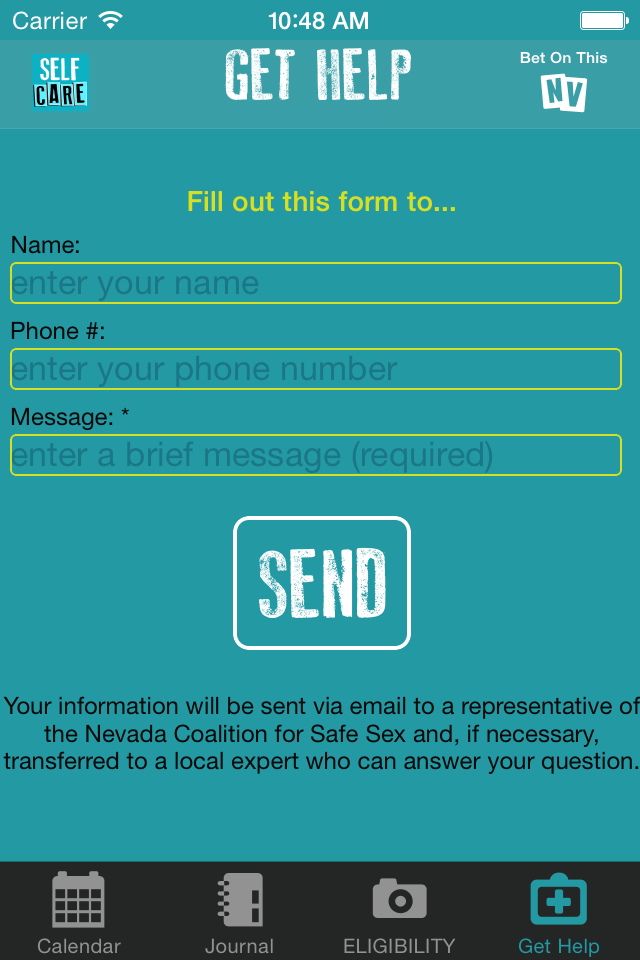 Carrier 10:48 AM
SELF
CARE
GET HELP
Bet On This
NV
Fill out this form to...
Name:
enter your name
Phone #:
enter your phone number
Message: *
enter a brief message (required)
SEND
Your information will be sent via email to a representative of
the Nevada Coalition for Safe Sex and, if necessary,
transferred to a local expert who can answer your question.
Calendar Journal ELIGIBILITY Get Help